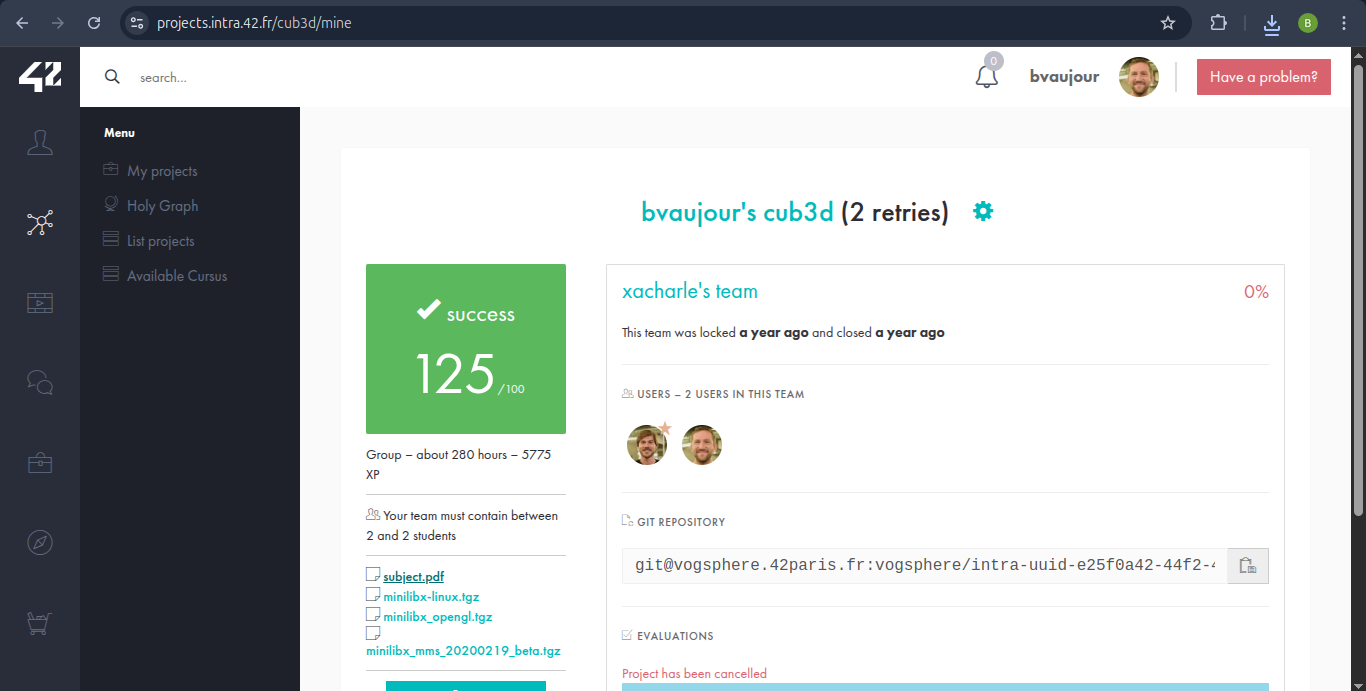 projects.intra.42.fr/cub3d/mine
B
42
search...
0
bvaujour
Have a problem?
Menu
My projects
Holy Graph
List projects
Available Cursus
bvaujour's cub3d (2 retries)
success
125 /100
Group – about 280 hours – 5775
XP
Your team must contain between
2 and 2 students
subject.pdf
minilibx-linux.tgz
minilibx_opengl.tgz
minilibx_mms_20200219_beta.tgz
xacharle's team
0%
This team was locked a year ago and closed a year ago
USERS – 2 USERS IN THIS TEAM
GIT REPOSITORY
git@vogsphere.42paris.fr:vogsphere/intra-uuid-e25f0a42-44f2-
EVALUATIONS
Project has been cancelled